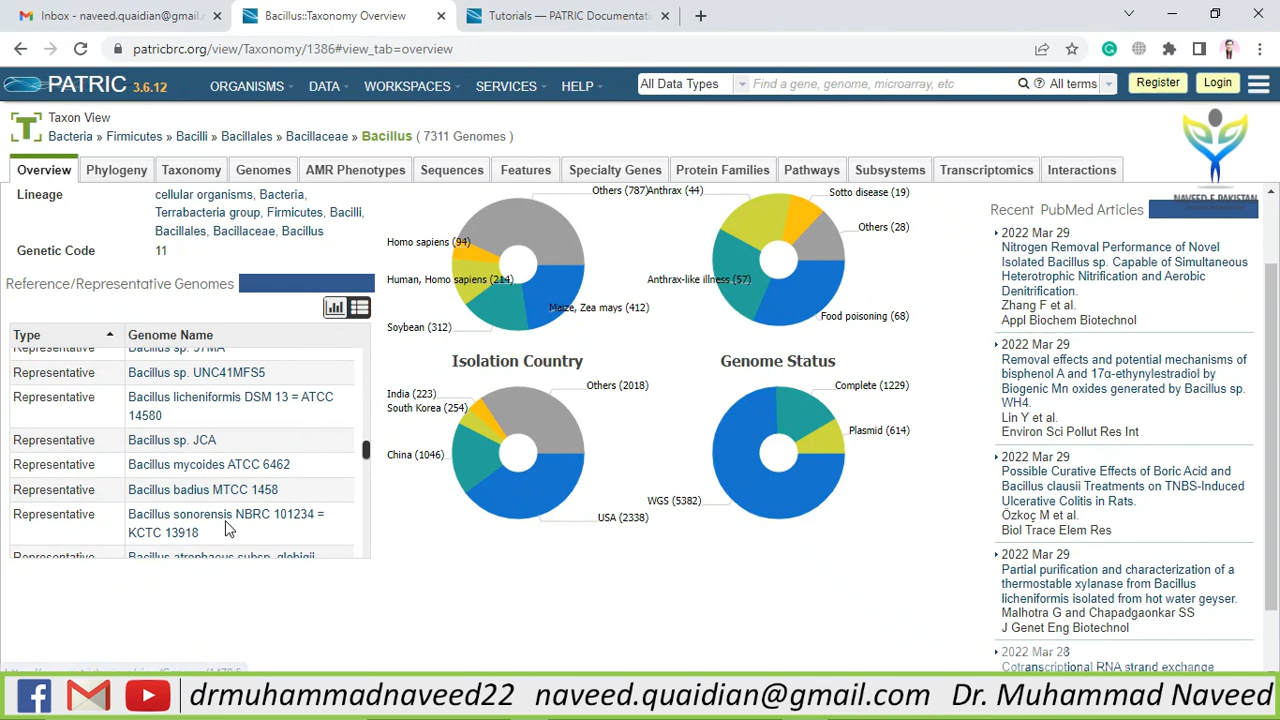 Inbox - naveed.quaidian@gmail.c
Bacillus::Taxonomy Overview
Tutorials — PATRIC Documentati
patricbrc.org/view/Taxonomy/1386#view_tab=overview
PATRIC 3.6.12 ORGANISMS DATA WORKSPACES SERVICES HELP All Data Types Find a gene, genome, microarray, etc All terms Register Login
Taxon View
Bacteria » Firmicutes » Bacilli » Bacillales » Bacillaceae » Bacillus ( 7311 Genomes )
Overview Phylogeny Taxonomy Genomes AMR Phenotypes Sequences Features Specialty Genes Protein Families Pathways Subsystems Transcriptomics Interactions
NAVEED-E-PAKISTAN
Lineage
cellular organisms, Bacteria,
Terrabacteria group, Firmicutes, Bacilli,
Bacillales, Bacillaceae, Bacillus
Genetic Code 11
Reference/Representative Genomes
Type Genome Name
Representative Bacillus sp. 97MA
Representative Bacillus sp. UNC41MFS5
Representative Bacillus licheniformis DSM 13 = ATCC
14580
Representative Bacillus sp. JCA
Representative Bacillus mycoides ATCC 6462
Representative Bacillus badius MTCC 1458
Representative Bacillus sonorensis NBRC 101234 =
KCTC 13918
Representative Bacillus atrophaeus subsp. globigii
Others (787)
Homo sapiens (94)
Human, Homo sapiens (214)
Maize, Zea mays (412)
Soybean (312)
Anthrax (44)
Sotto disease (19)
Others (28)
Anthrax-like illness (57)
Food poisoning (68)
Isolation Country
Others (2018)
India (223)
South Korea (254)
China (1046)
USA (2338)
Genome Status
Complete (1229)
Plasmid (614)
WGS (5382)
Recent PubMed Articles
2022 Mar 29
Nitrogen Removal Performance of Novel
Isolated Bacillus sp. Capable of Simultaneous
Heterotrophic Nitrification and Aerobic
Denitrification.
Zhang F et al.
Appl Biochem Biotechnol
2022 Mar 29
Removal effects and potential mechanisms of
bisphenol A and 17α-ethynylestradiol by
Biogenic Mn oxides generated by Bacillus sp.
WH4.
Lin Y et al.
Environ Sci Pollut Res Int
2022 Mar 29
Possible Curative Effects of Boric Acid and
Bacillus clausii Treatments on TNBS-Induced
Ulcerative Colitis in Rats.
Özkoç M et al.
Biol Trace Elem Res
2022 Mar 29
Partial purification and characterization of a
thermostable xylanase from Bacillus
licheniformis isolated from hot water geyser.
Malhotra G and Chapadgaonkar SS
J Genet Eng Biotechnol
2022 Mar 28
Cotranscriptional RNA strand exchange
drmuhammadnaveed22 naveed.quaidian@gmail.com Dr. Muhammad Naveed